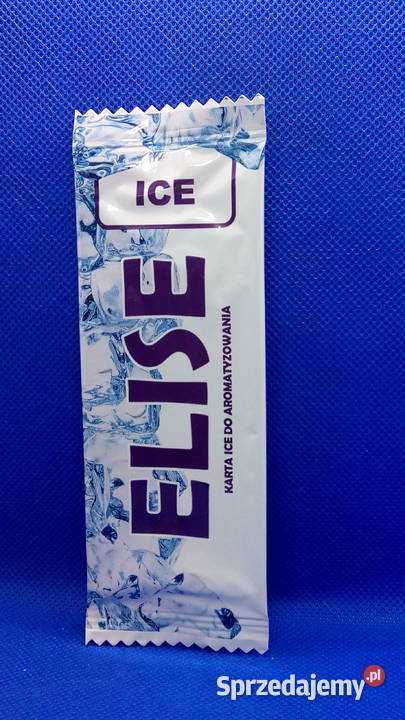 ICE
ELISE
KARTA ICE DO AROMATYZOWANIA
Sprzedajemy.pl